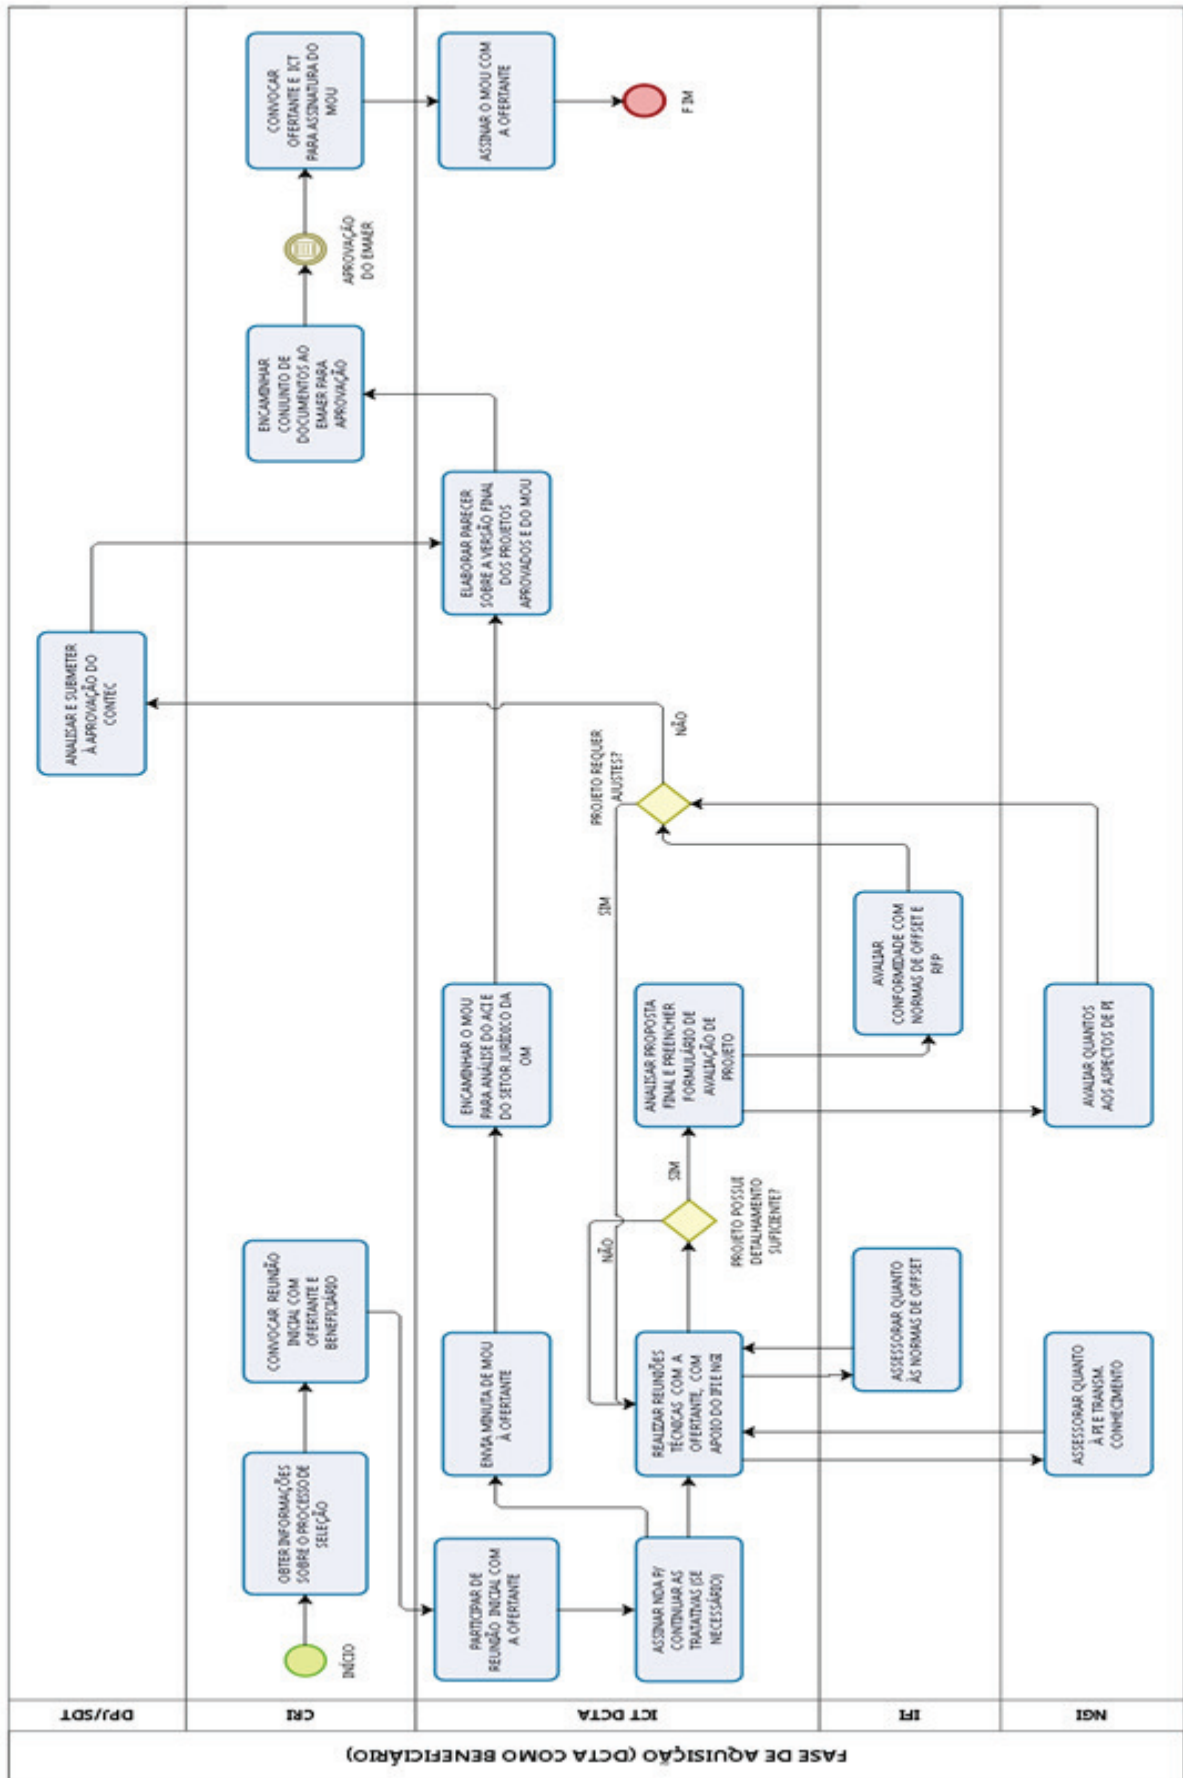 FASE DE AQUISIÇÃO (DCTA COMO BENEFICIÁRIO)
DPJ/SDT
ANALISAR E SUBMETER
À APROVAÇÃO DO
CONTEC
CRI
INÍCIO
OBTER INFORMAÇÕES
SOBRE O PROCESSO DE
SELEÇÃO
CONVOCAR REUNIÃO
INICIAL COM
OFERTANTE E
BENEFICIÁRIO
ENCAMINHAR
CONJUNTO DE
DOCUMENTOS AO
EMAER PARA
APROVAÇÃO
APROVAÇÃO
DO EMAER
CONVOCAR
OFERTANTE E ICT
PARA ASSINATURA DO
MOU
ICT DCTA
PARTICIPAR DE
REUNIÃO INICIAL COM
A OFERTANTE
ENVIA MINUTA DE MOU
À OFERTANTE
ENCAMINHAR O MOU
PARA ANÁLISE DO ACI E
DO SETOR JURÍDICO DA
OM
ELABORAR PARECER
SOBRE A VERSÃO FINAL
DOS PROJETOS
APROVADOS E DO MOU
ASSINAR O MOU COM
A OFERTANTE
FIM
ASSINAR NDA P/
CONTINUAR AS
TRATATIVAS (SE
NECESSÁRIO)
REALIZAR REUNIÕES
TÉCNICAS COM A
OFERTANTE, COM
APOIO DO IFI E NGI
NÃO
SIM
PROJETO POSSUE
DETALHAMENTO
SUFICIENTE?
ANALISAR PROPOSTA
FINAL E PREENCHER
FORMULÁRIO DE
AVALIAÇÃO DE
PROJETO
SIM
PROJETO REQUER
AJUSTES?
NÃO
IFI
ASSESSORAR QUANTO
ÀS NORMAS DE OFFSET
AVALIAR
CONFORMIDADE COM
NORMAS DE OFFSET E
RFP
NGI
ASSESSORAR QUANTO
À PI E TRANSM.
CONHECIMENTO
AVALIAR QUANTOS
AOS ASPECTOS DE PI